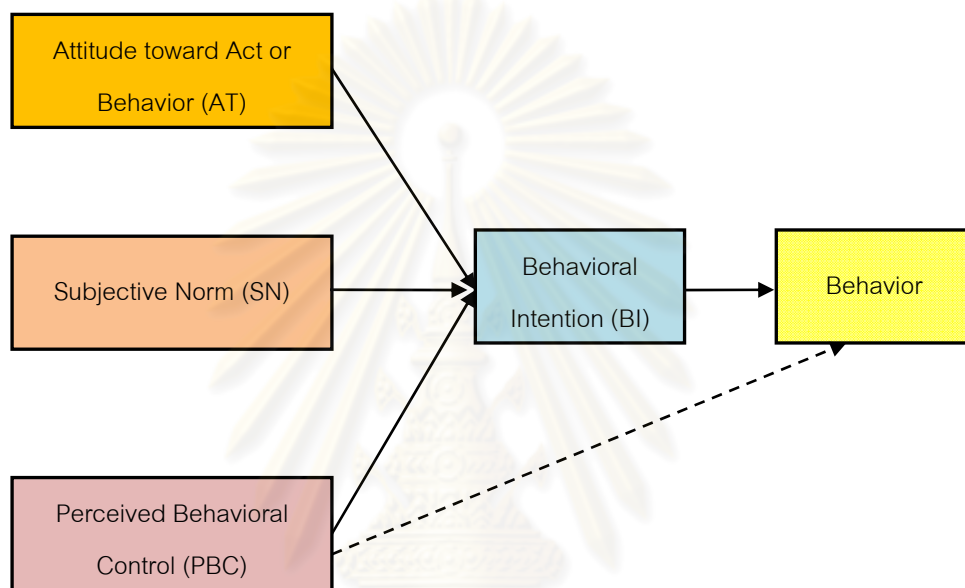 Attitude toward Act or
Behavior (AT)
Subjective Norm (SN)
Behavioral
Intention (BI)
Behavior
Perceived Behavioral
Control (PBC)